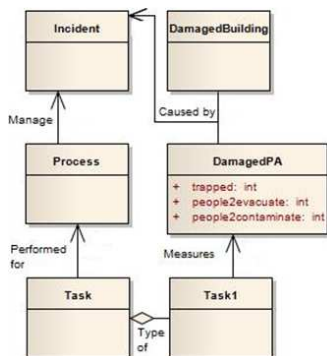 Incident
DamagedBuilding
Caused by
Manage
Process
DamagedPA
+ trapped: int
+ people2evacuate: int
+ people2contaminate: int
Performed
for
Measures
Task
Task1
Type
of